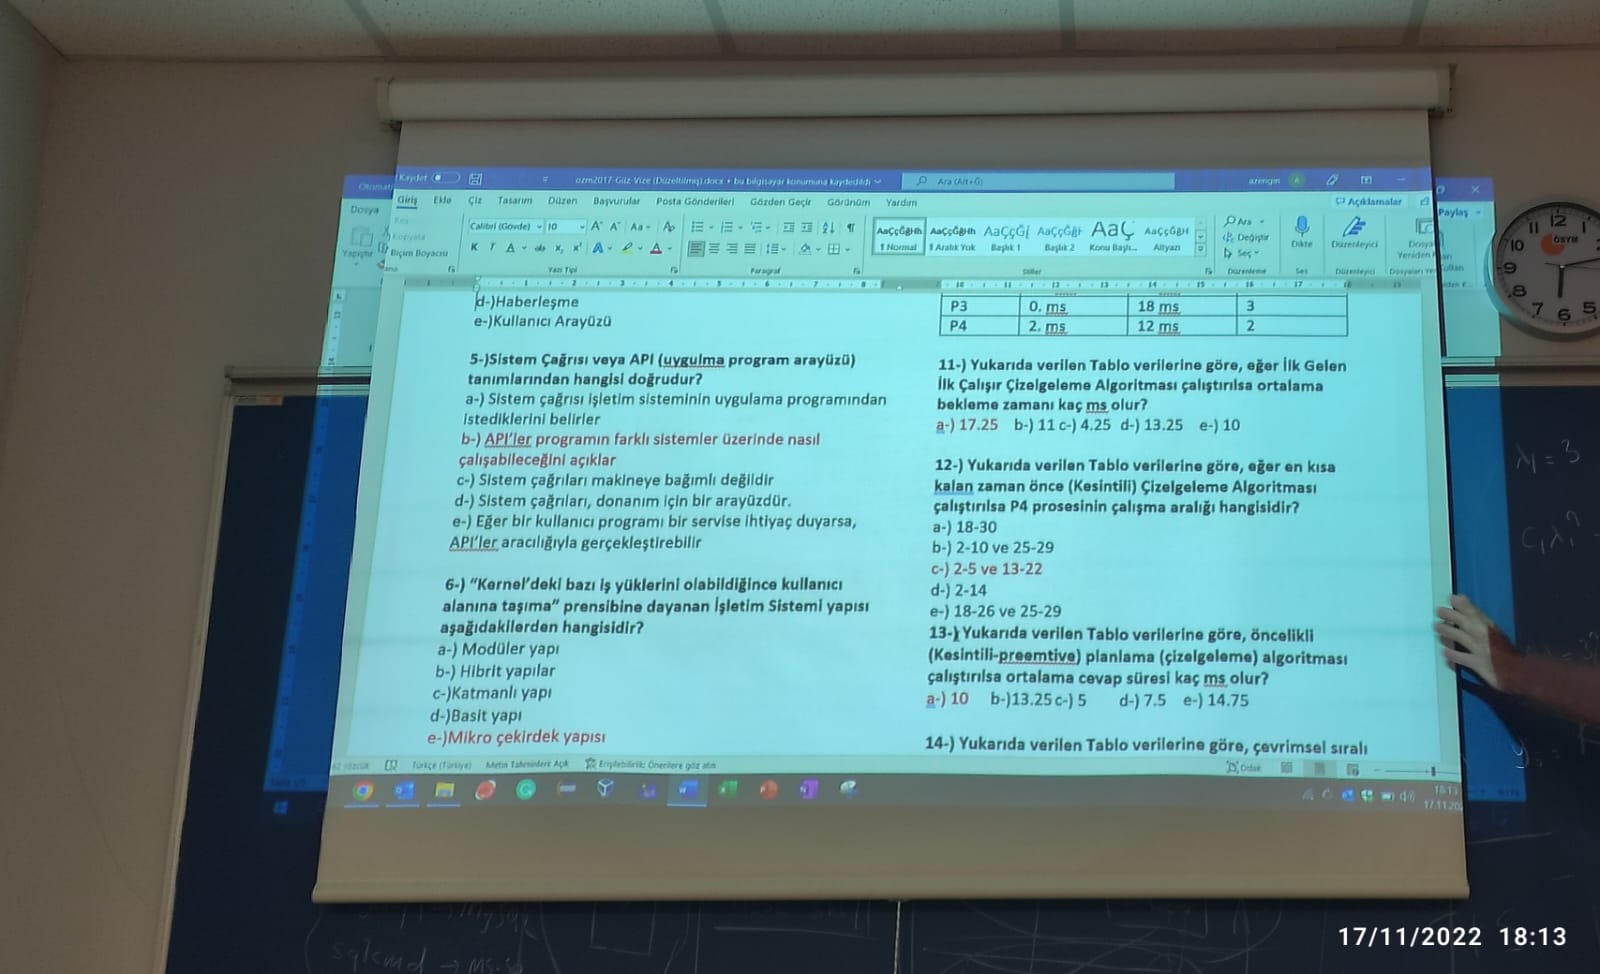 Kaydet
ozm2017-Güz-Vize (Düzeltilmiş).docx • bu bilgisayar konumuna kaydedildi
Ara (Alt+G)
azengin
Dosya
Giriş Ekle Çiz Tasarım Düzen Başvurular Posta Gönderileri Gözden Geçir Görünüm Yardım
Açıklamalar
Paylaş
Yapıştır
Kopyala
Biçim Boyacısı
Calibri (Gövde) 10
K T A
Yazı Tipi
Paragraf
AaÇçĞğHh AaÇçĞğHh AaÇçĞğ AaÇçĞğH AaÇ AaÇçĞğH
¶ Normal ¶ Aralık Yok Başlık 1 Başlık 2 Konu Başlı... Altyazı
Stiller
Ara
Değiştir
Seç
Düzenleme
Dikte
Ses
Düzenleyici
Düzenleyici
d-)Haberleşme
e-)Kullanıcı Arayüzü
5-)Sistem Çağrısı veya API (uygulma program arayüzü)
tanımlarından hangisi doğrudur?
a-) Sistem çağrısı işletim sisteminin uygulama programından
istediklerini belirler
b-) API'ler programın farklı sistemler üzerinde nasıl
çalışabileceğini açıklar
c-) Sistem çağrıları makineye bağımlı değildir
d-) Sistem çağrıları, donanım için bir arayüzdür.
e-) Eğer bir kullanıcı programı bir servise ihtiyaç duyarsa,
API'ler aracılığıyla gerçekleştirebilir
6-) "Kernel'deki bazı iş yüklerini olabildiğince kullanıcı
alanına taşıma" prensibine dayanan İşletim Sistemi yapısı
aşağıdakilerden hangisidir?
a-) Modüler yapı
b-) Hibrit yapılar
c-)Katmanlı yapı
d-)Basit yapı
e-)Mikro çekirdek yapısı
P3 0. ms 18 ms 3
P4 2. ms 12 ms 2
11-) Yukarıda verilen Tablo verilerine göre, eğer İlk Gelen
İlk Çalışır Çizelgeleme Algoritması çalıştırılsa ortalama
bekleme zamanı kaç ms olur?
a-) 17.25 b-) 11 c-) 4.25 d-) 13.25 e-) 10
12-) Yukarıda verilen Tablo verilerine göre, eğer en kısa
kalan zaman önce (Kesintili) Çizelgeleme Algoritması
çalıştırılsa P4 prosesinin çalışma aralığı hangisidir?
a-) 18-30
b-) 2-10 ve 25-29
c-) 2-5 ve 13-22
d-) 2-14
e-) 18-26 ve 25-29
13-) Yukarıda verilen Tablo verilerine göre, öncelikli
(Kesintili-preemtive) planlama (çizelgeleme) algoritması
çalıştırılsa ortalama cevap süresi kaç ms olur?
a-) 10 b-)13.25 c-) 5 d-) 7.5 e-) 14.75
14-) Yukarıda verilen Tablo verilerine göre, çevrimsel sıralı
Türkçe (Türkiye) Metin Tahminleri: Açık Erişilebilirlik: Önerilere göz atın
Odak
18:13
ÖSYM
12 1 11 10 9 8 7 6 5
λ1 = 3
sqlcmd →
17/11/2022 18:13